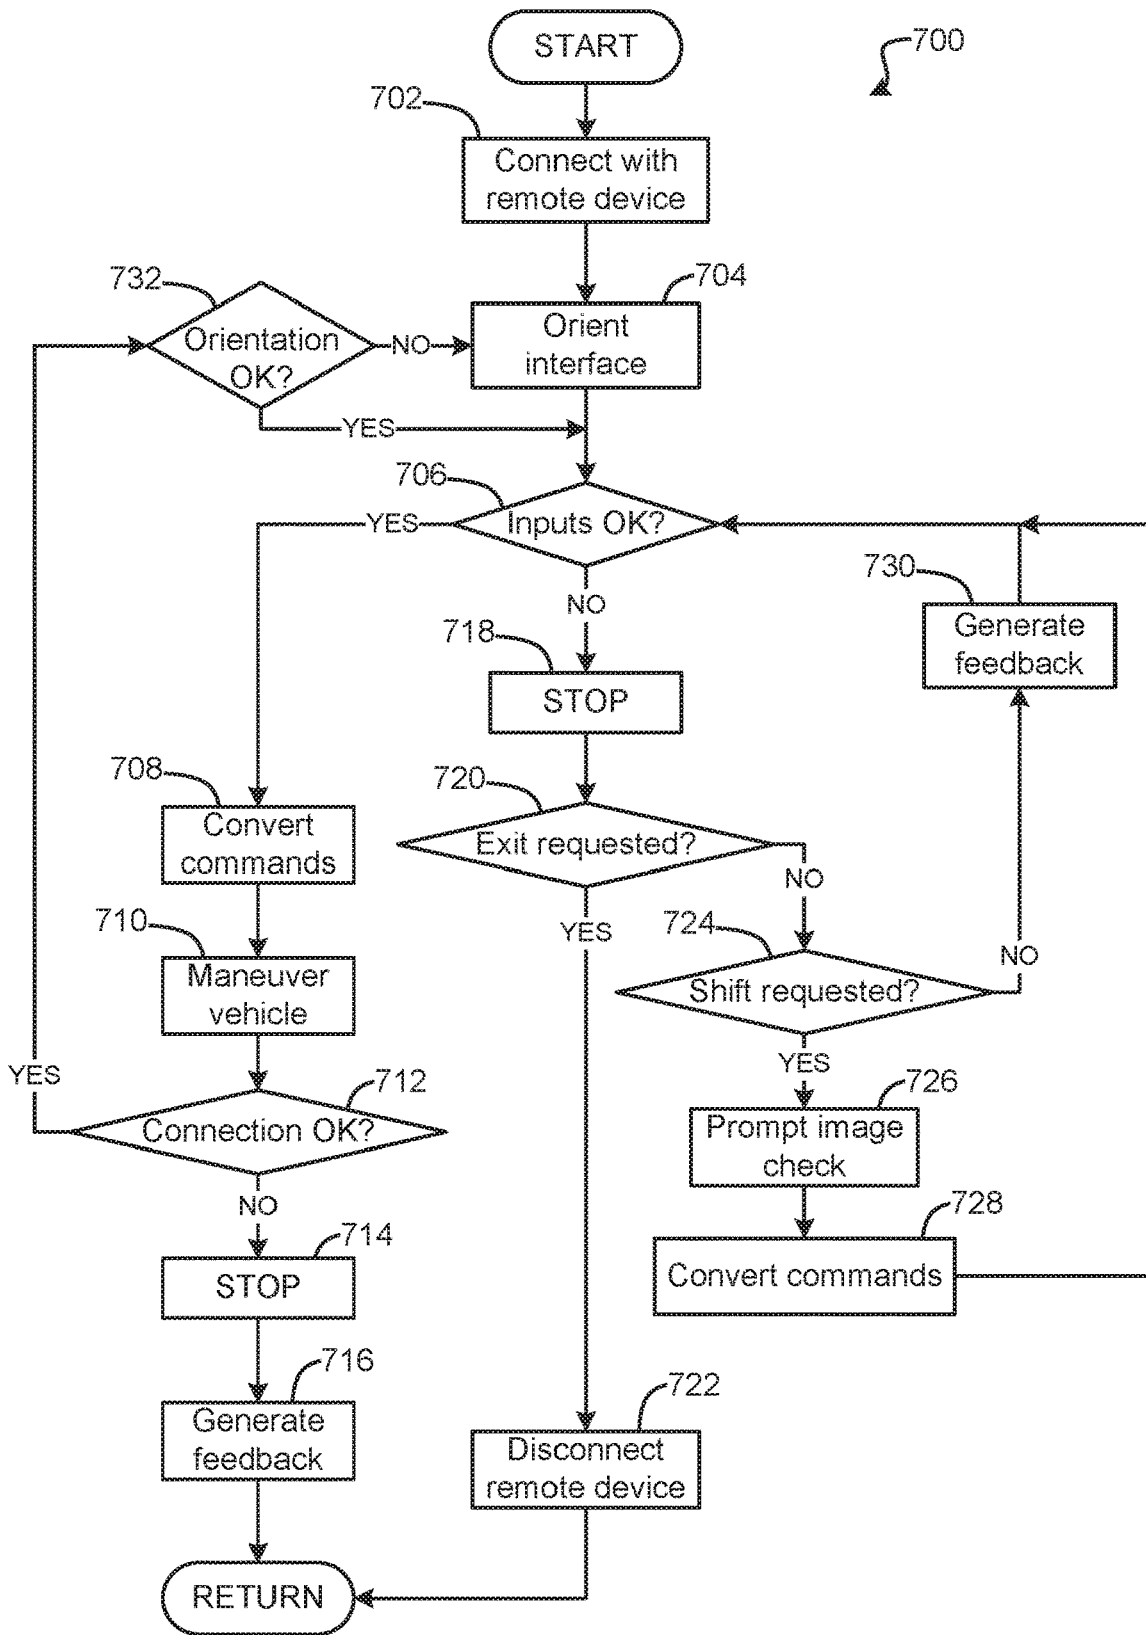 START
700
702
Connect with
remote device
732
704
Orientation
OK?
NO
Orient
interface
YES
706
YES
Inputs OK?
730
NO
Generate
feedback
718
STOP
708
720
Convert
commands
Exit requested?
NO
710
YES
724
Maneuver
vehicle
Shift requested?
NO
YES
712
YES
726
Connection OK?
Prompt image
check
NO
728
714
STOP
Convert commands
716
722
Generate
feedback
Disconnect
remote device
RETURN